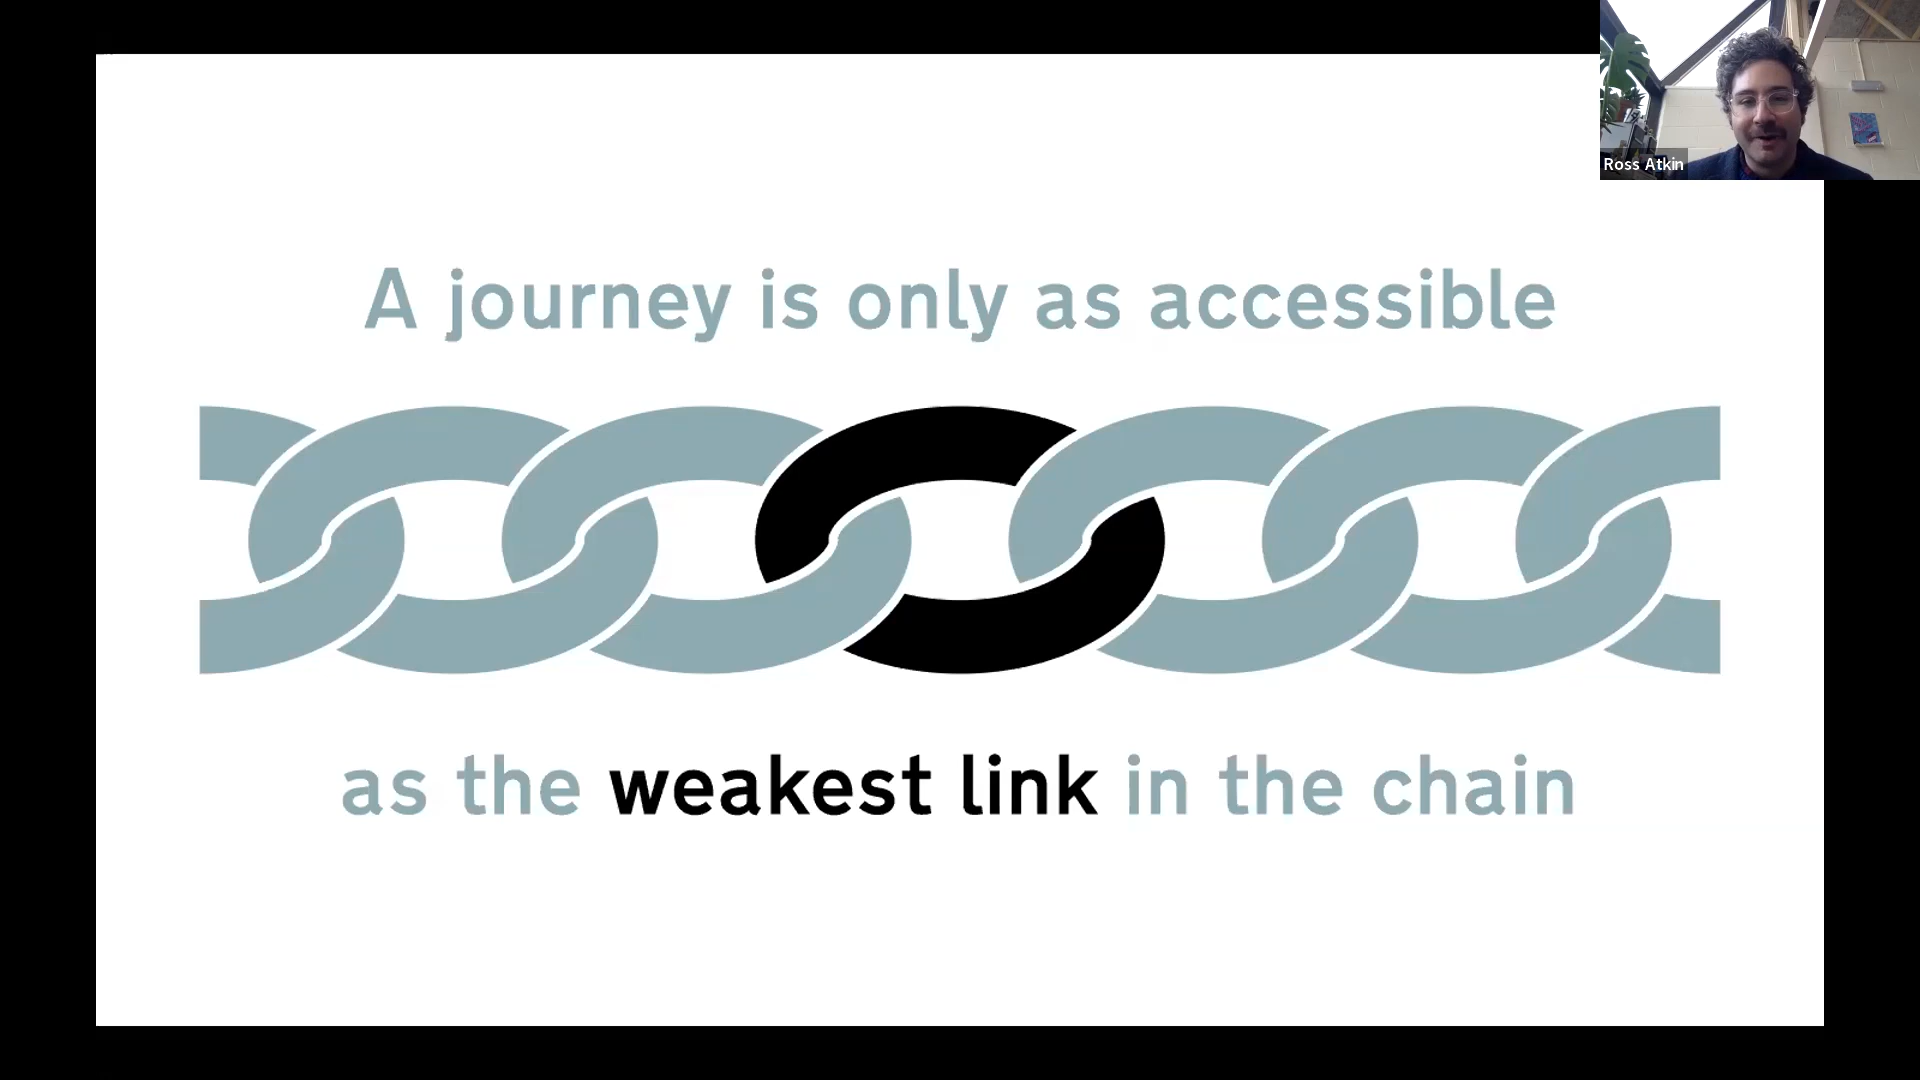 Ross Atkin
A journey is only as accessible
as the weakest link in the chain